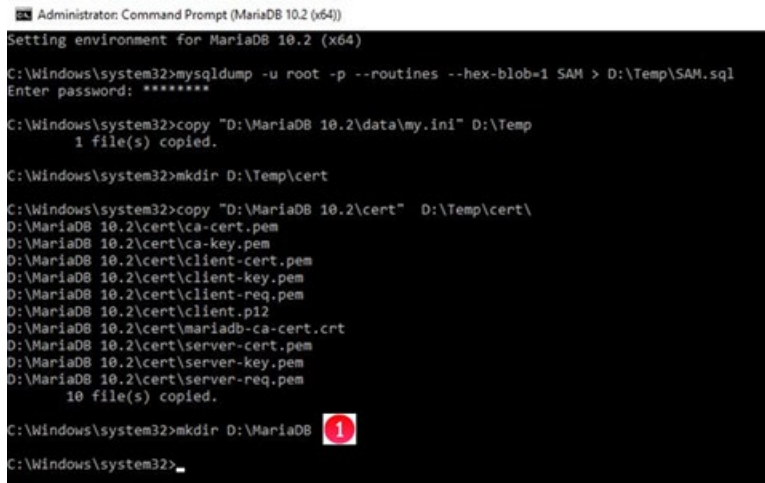 Administrator: Command Prompt (MariaDB 10.2 (x64))
Setting environment for MariaDB 10.2 (x64)
C:\Windows\system32>mysqldump -u root -p --routines --hex-blob=1 SAM > D:\Temp\SAM.sql
Enter password: ********
C:\Windows\system32>copy "D:\MariaDB 10.2\data\my.ini" D:\Temp
1 file(s) copied.
C:\Windows\system32>mkdir D:\Temp\cert
C:\Windows\system32>copy "D:\MariaDB 10.2\cert"  D:\Temp\cert\
D:\MariaDB 10.2\cert\ca-cert.pem
D:\MariaDB 10.2\cert\ca-key.pem
D:\MariaDB 10.2\cert\client-cert.pem
D:\MariaDB 10.2\cert\client-key.pem
D:\MariaDB 10.2\cert\client-req.pem
D:\MariaDB 10.2\cert\client.p12
D:\MariaDB 10.2\cert\mariadb-ca-cert.crt
D:\MariaDB 10.2\cert\server-cert.pem
D:\MariaDB 10.2\cert\server-key.pem
D:\MariaDB 10.2\cert\server-req.pem
10 file(s) copied.
C:\Windows\system32>mkdir D:\MariaDB 1
C:\Windows\system32>